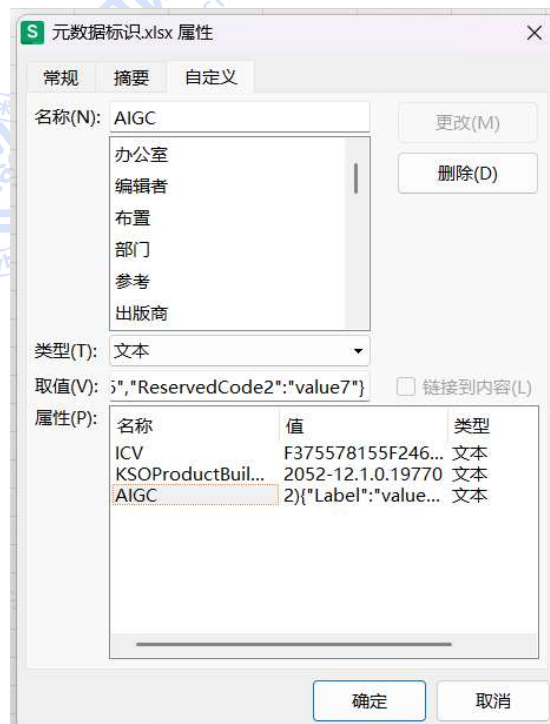 S 元数据标识.xlsx 属性
常规 摘要 自定义
名称(N): AIGC 更改(M)
办公室 删除(D)
编辑者
布置
部门
参考
出版商
类型(T): 文本
取值(V): ","ReservedCode2":"value7"} 链接到内容(L)
属性(P): 名称 值 类型
ICV F375578155F246... 文本
KSOProductBuil... 2052-12.1.0.19770 文本
AIGC 2){"Label":"value... 文本
确定 取消